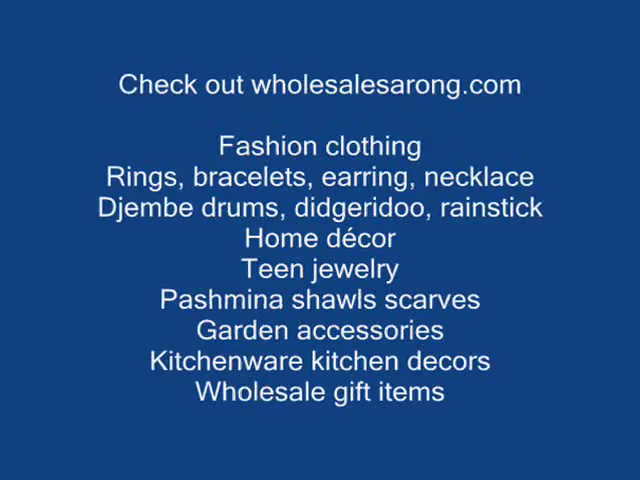 Check out wholesalesarong.com
Fashion clothing
Rings, bracelets, earring, necklace
Djembe drums, didgeridoo, rainstick
Home décor
Teen jewelry
Pashmina shawls scarves
Garden accessories
Kitchenware kitchen decors
Wholesale gift items